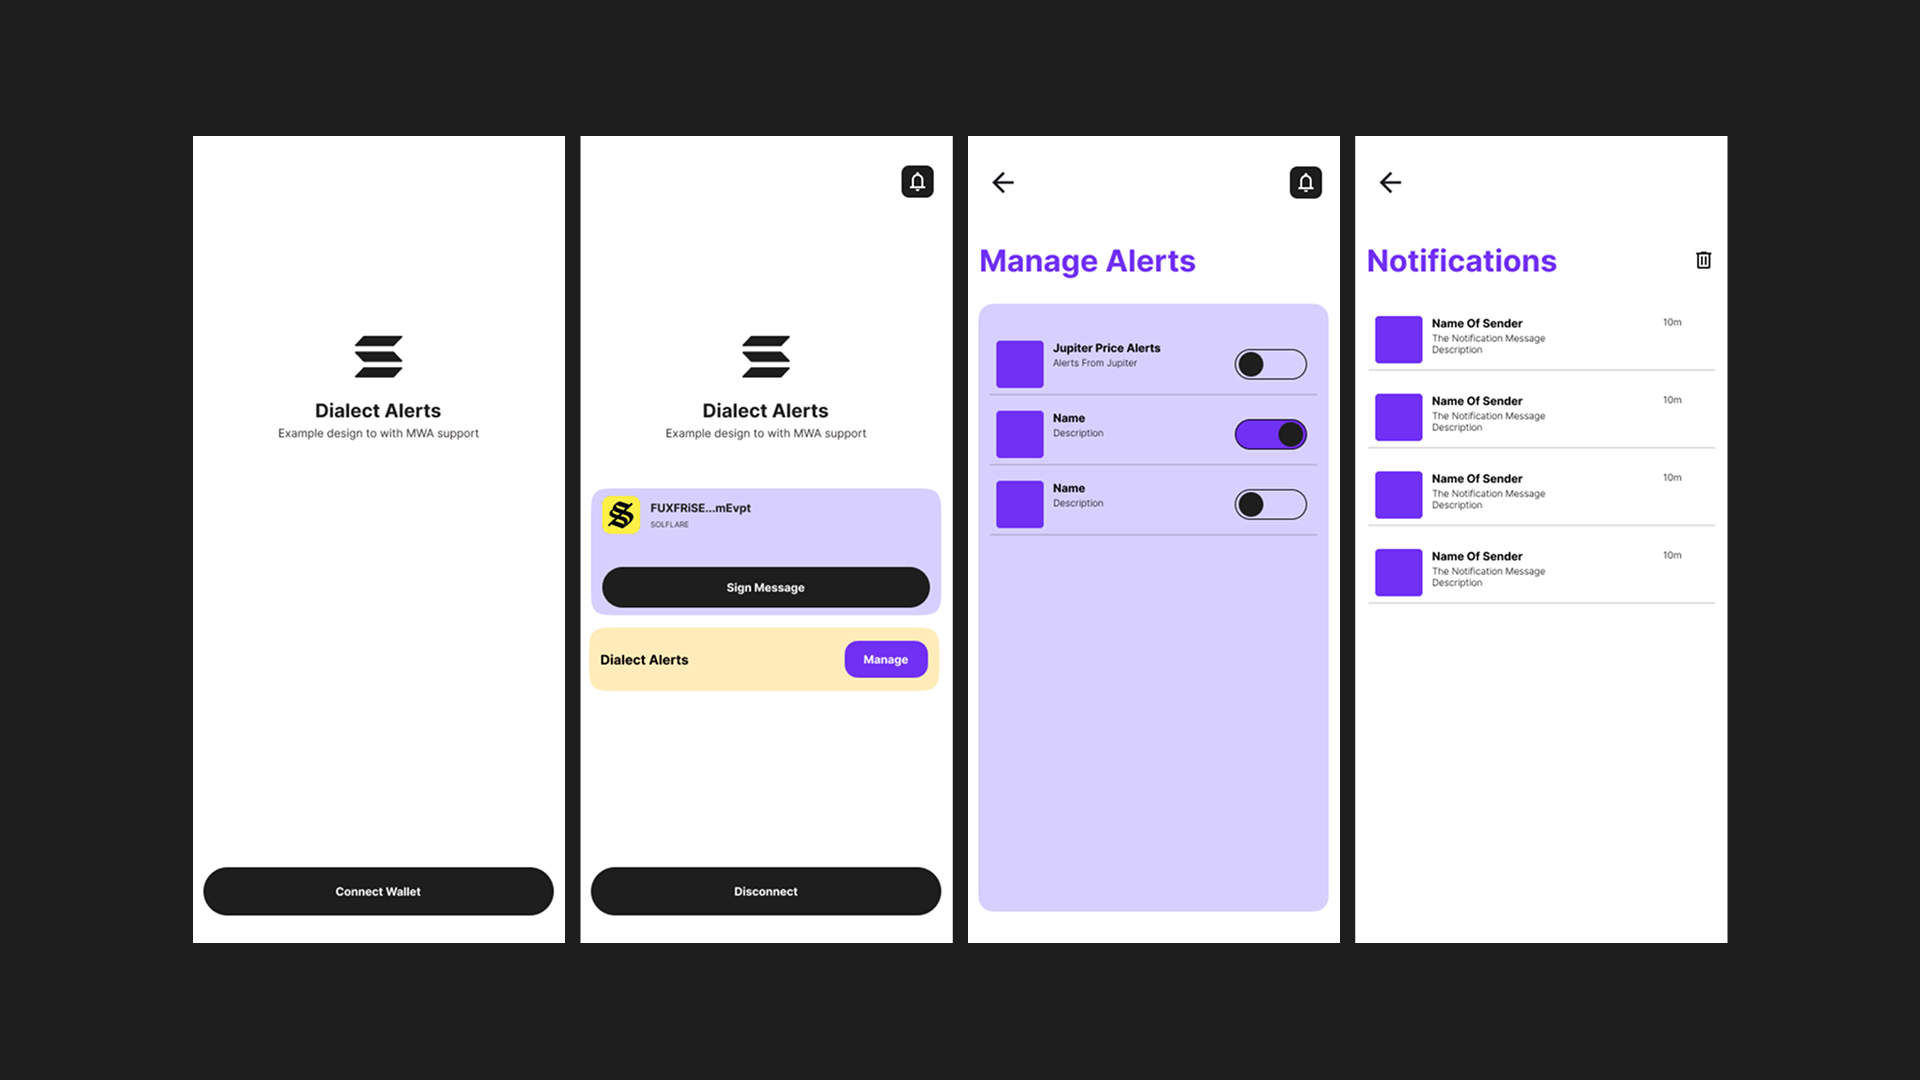 Dialect Alerts
Example design to with MWA support
Connect Wallet
Dialect Alerts
Example design to with MWA support
FUXFRiSE...mEvpt
SOLFLARE
Sign Message
Dialect Alerts
Manage
Disconnect
Manage Alerts
Jupiter Price Alerts
Alerts From Jupiter
Name
Description
Name
Description
Notifications
Name Of Sender
10m
The Notification Message
Description
Name Of Sender
10m
The Notification Message
Description
Name Of Sender
10m
The Notification Message
Description
Name Of Sender
10m
The Notification Message
Description